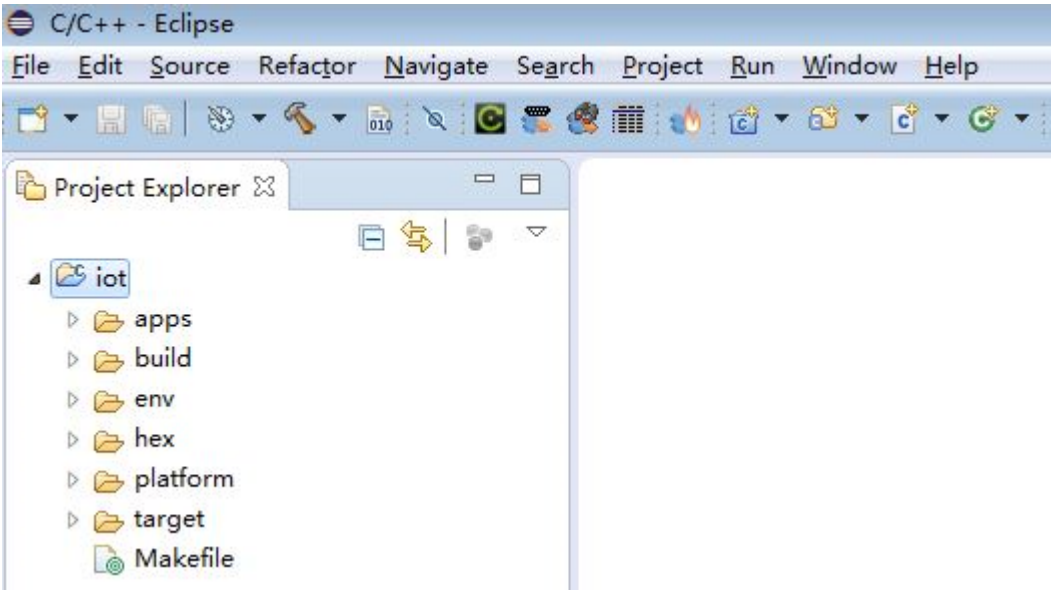 C/C++ - Eclipse
File Edit Source Refactor Navigate Search Project Run Window Help
010
Project Explorer
iot
apps
build
env
hex
platform
target
Makefile